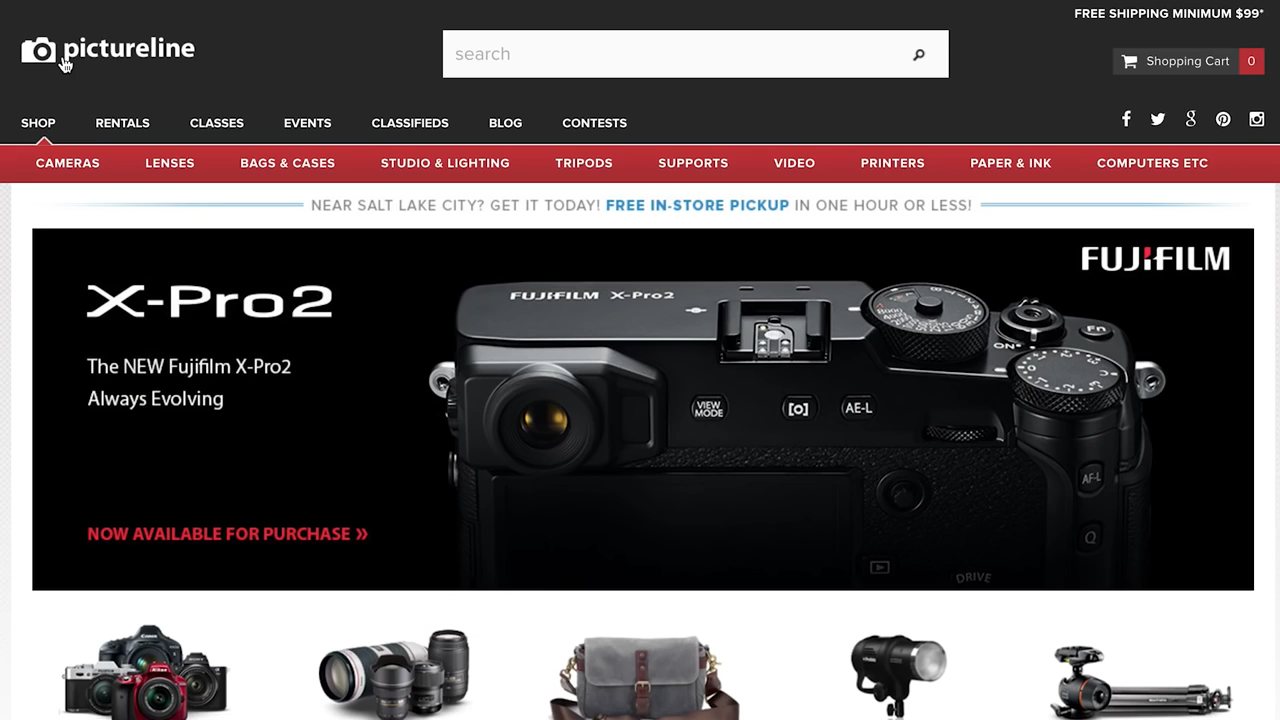 FREE SHIPPING MINIMUM $99*
pictureline
search
Shopping Cart 0
SHOP RENTALS CLASSES EVENTS CLASSIFIEDS BLOG CONTESTS
CAMERAS LENSES BAGS & CASES STUDIO & LIGHTING TRIPODS SUPPORTS VIDEO PRINTERS PAPER & INK COMPUTERS ETC
NEAR SALT LAKE CITY? GET IT TODAY! FREE IN-STORE PICKUP IN ONE HOUR OR LESS!
FUJIFILM
X-Pro2
FUJIFILM X-Pro2
The NEW Fujifilm X-Pro2
Always Evolving
ON
Fn
VIEW
MODE
AE-L
AF-L
Q
DRIVE
NOW AVAILABLE FOR PURCHASE »